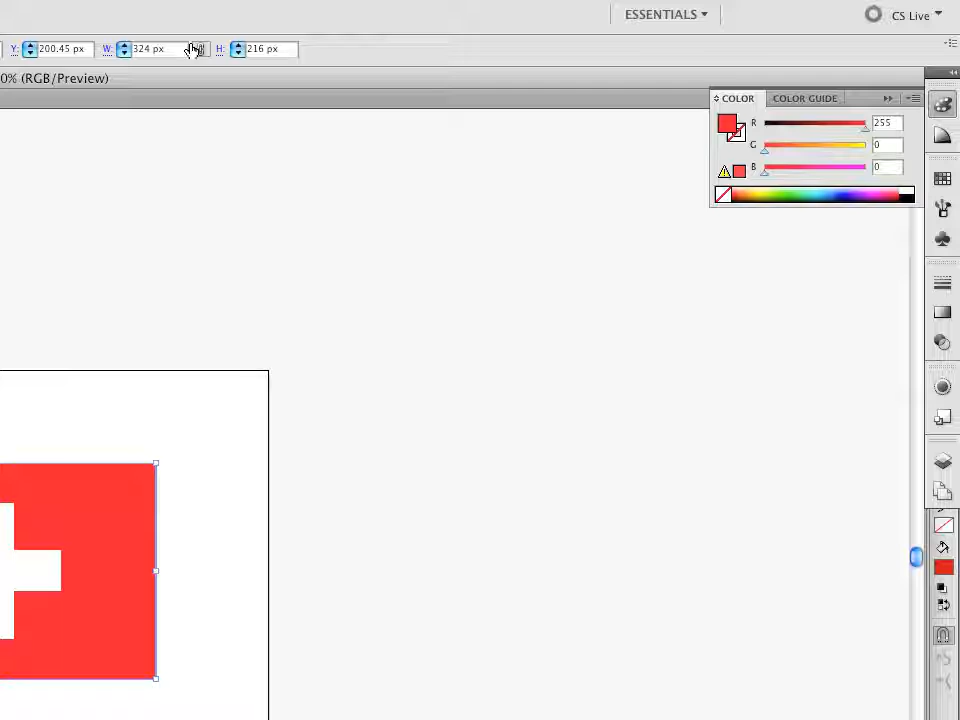 ESSENTIALS
CS Live
Y: 200.45 px W: 324 px H: 216 px
0% (RGB/Preview)
COLOR COLOR GUIDE
R 255
G 0
B 0